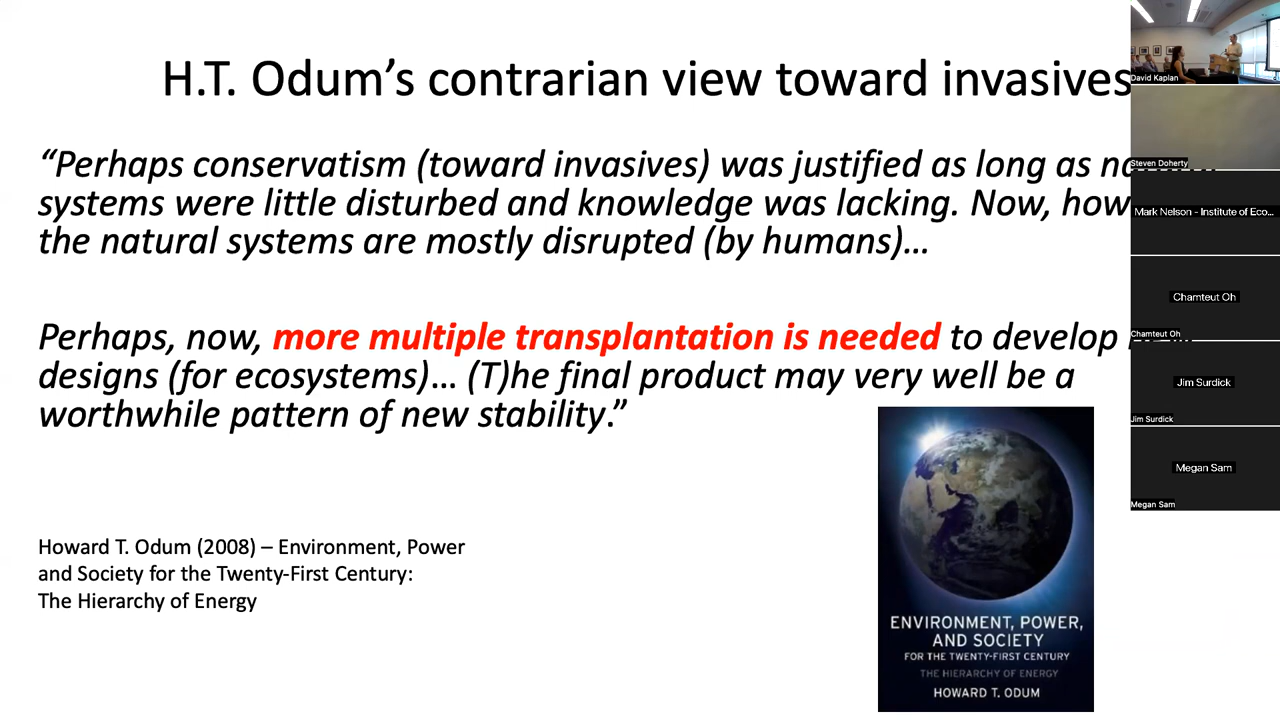 H.T. Odum’s contrarian view toward invasives
“Perhaps conservatism (toward invasives) was justified as long as
systems were little disturbed and knowledge was lacking. Now,
the natural systems are mostly disrupted (by humans)…
Perhaps, now, more multiple transplantation is needed to develop
designs (for ecosystems)… (T)he final product may very well be a
worthwhile pattern of new stability.”
Howard T. Odum (2008) – Environment, Power
and Society for the Twenty-First Century:
The Hierarchy of Energy
ENVIRONMENT, POWER,
AND SOCIETY
FOR THE TWENTY-FIRST CENTURY
THE HIERARCHY OF ENERGY
HOWARD T. ODUM
David Kaplan
Steven Doherty
Mark Nelson - Institute of Eco...
Chamteut Oh
Chamteut Oh
Jim Surdick
Jim Surdick
Megan Sam
Megan Sam